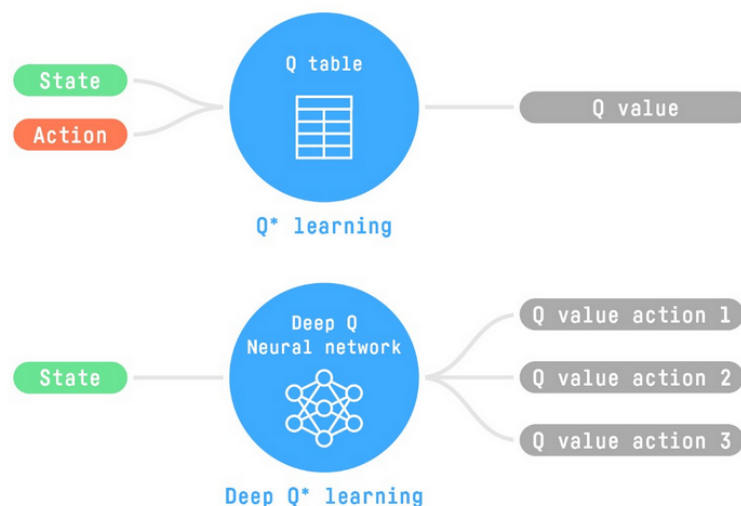 Q table
State
Action
Q value
Q* learning
Deep Q
Neural network
State
Q value action 1
Q value action 2
Q value action 3
Deep Q* learning